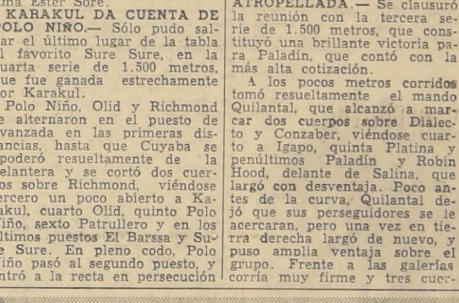 ma Ester Sore.
KARAKUL DA CUENTA DE
POLO NIÑO.— Sólo pudo sal-
ar el último lugar de la tabla
l favorito Sure Sure, en la
uarta serie de 1.500 metros,
ue fue ganada estrechamente
or Karakul.
Polo Niño, Olid y Richmond
e alternaron en el puesto de
vanzada en las primeras dis-
ancias, hasta que Cuyaba se
poderó resueltamente de la
elantera y se cortó dos cuer-
os sobre Richmond, viéndose
ercero un poco abierto a Ka-
akul, cuarto Olid, quinto Polo
iño, sexto Patrullero y en los
ltimos puestos El Barssa y Su-
e Sure. En pleno codo, Polo
iño pasó al segundo puesto, y
ntró a la recta en persecución
ATROPELLADA.— Se clausuró
la reunión con la tercera se-
rie de 1.500 metros, que cons-
tituyó una brillante victoria pa-
ra Paladín, que contó con la
más alta cotización.
A los pocos metros corridos
tomó resueltamente el mando
Quilantal, que alcanzó a mar-
car dos cuerpos sobre Dialec-
to y Conzaber, viéndose cuar-
to a Igapo, quinta Platina y
penúltimos Paladín y Robin
Hood, delante de Salina, que
largó con desventaja. Poco an-
tes de la curva, Quilantal de-
jó que sus perseguidores se le
acercaran, pero una vez en tie-
rra derecha largó de nuevo, y
puso amplia ventaja sobre el
grupo. Frente a las galerías
corría muy firme y tres cuer-